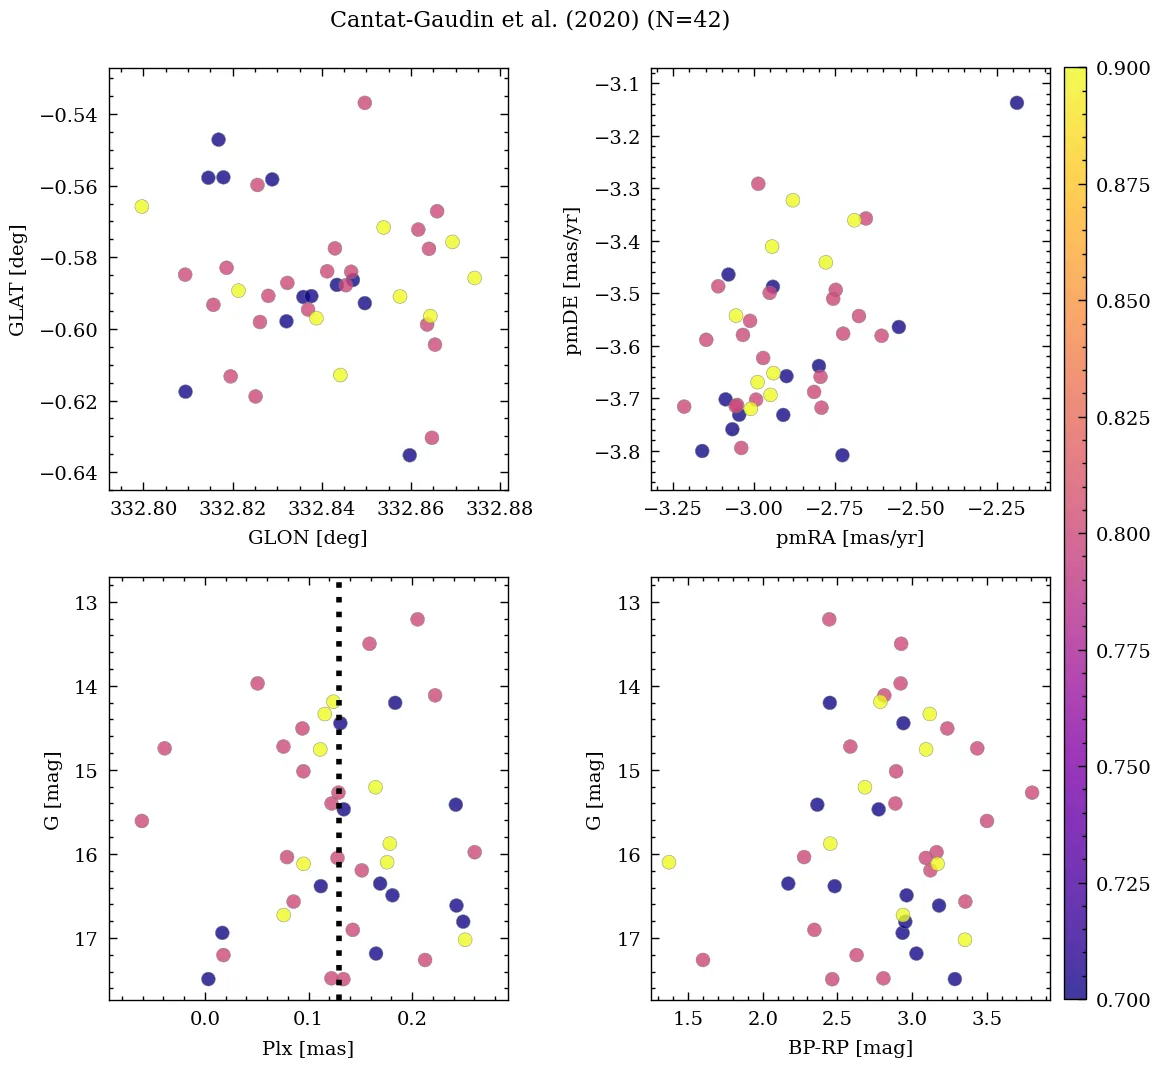 Cantat-Gaudin et al. (2020) (N=42)
−0.54
−0.56
−0.58
−0.60
−0.62
−0.64
GLAT [deg]
332.80 332.82 332.84 332.86 332.88
GLON [deg]
−3.1
−3.2
−3.3
−3.4
−3.5
−3.6
−3.7
−3.8
pmDE [mas/yr]
−3.25 −3.00 −2.75 −2.50 −2.25
pmRA [mas/yr]
13
14
15
16
17
G [mag]
0.0 0.1 0.2
Plx [mas]
13
14
15
16
17
G [mag]
1.5 2.0 2.5 3.0 3.5
BP-RP [mag]
0.900
0.875
0.850
0.825
0.800
0.775
0.750
0.725
0.700